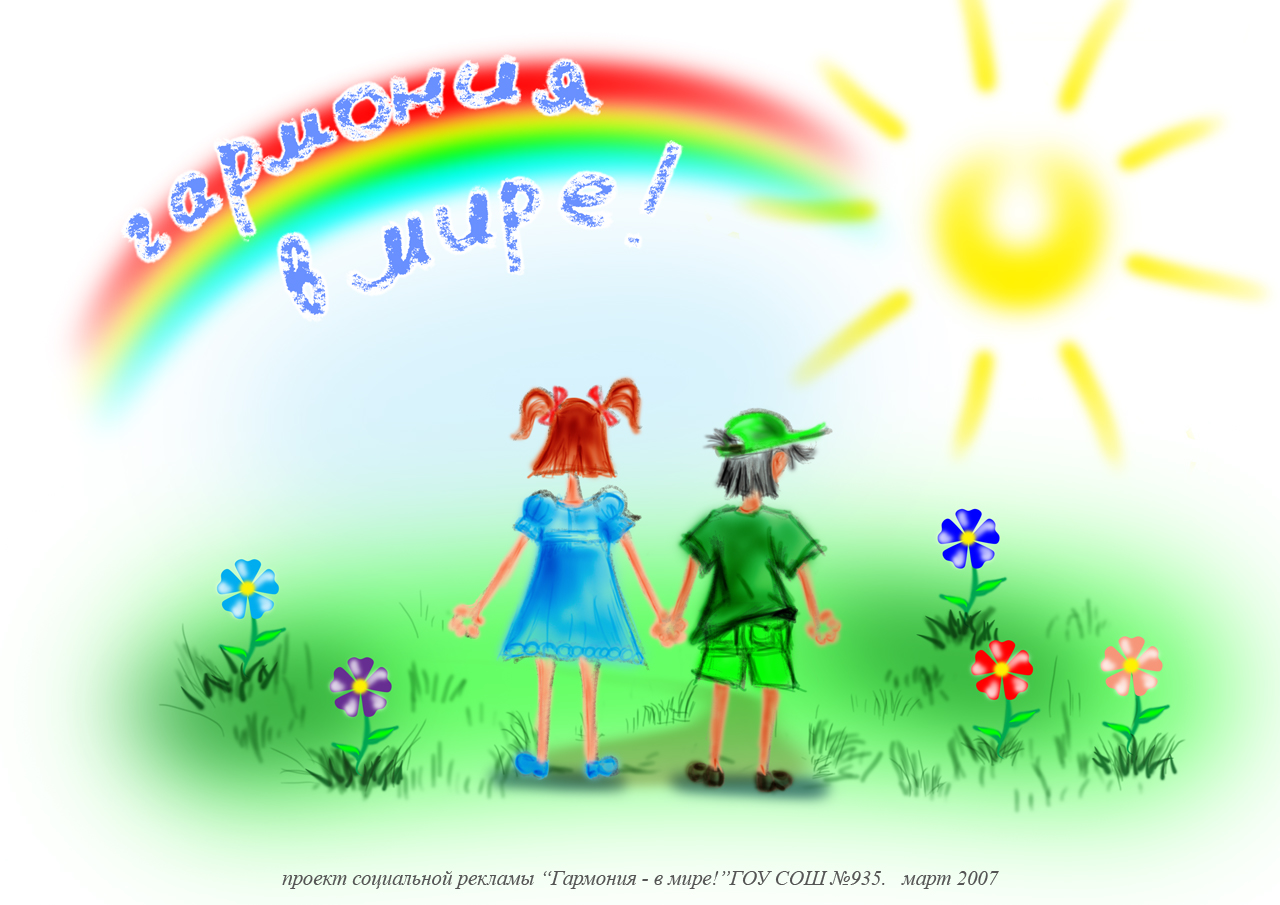 гармония
в мире!
проект социальной рекламы “Гармония - в мире!”ГОУ СОШ №935. март 2007